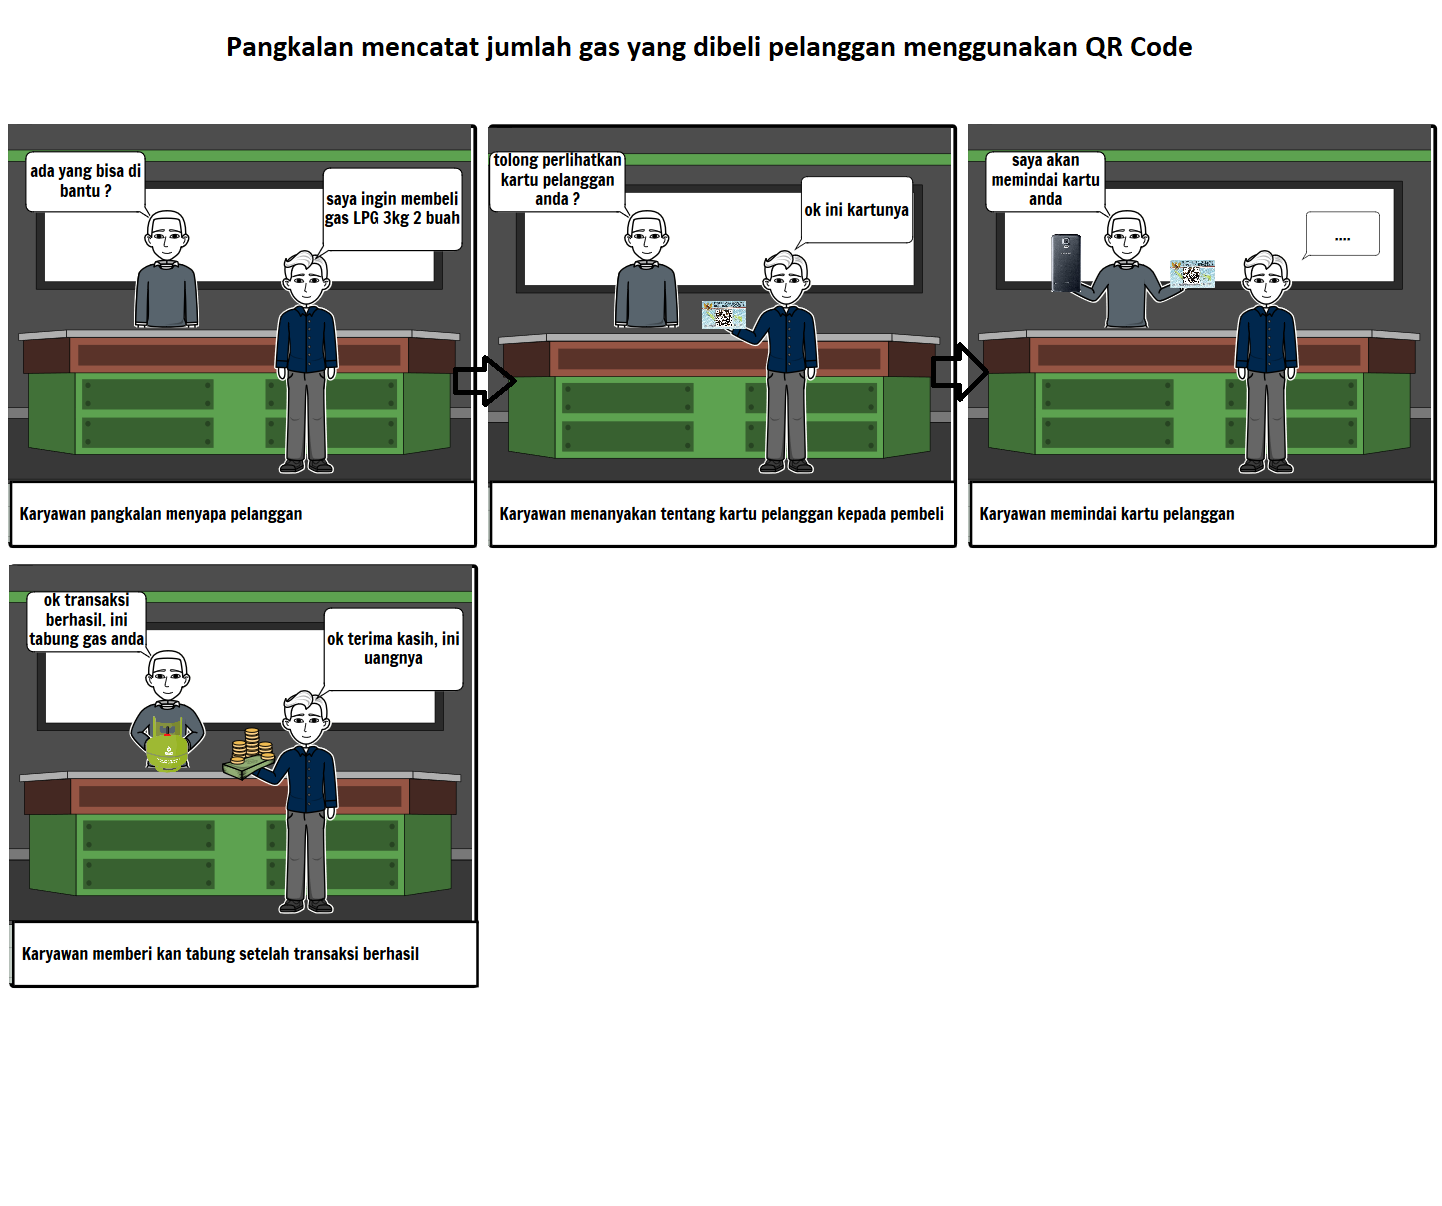 Pangkalan mencatat jumlah gas yang dibeli pelanggan menggunakan QR Code
ada yang bisa di
bantu ?
saya ingin membeli
gas LPG 3kg 2 buah
Karyawan pangkalan menyapa pelanggan
tolong perlihatkan
kartu pelanggan
anda ?
ok ini kartunya
Karyawan menanyakan tentang kartu pelanggan kepada pembeli
saya akan
memindai kartu
anda
....
Karyawan memindai kartu pelanggan
ok transaksi
berhasil. ini
tabung gas anda
ok terima kasih, ini
uangnya
Karyawan memberi kan tabung setelah transaksi berhasil